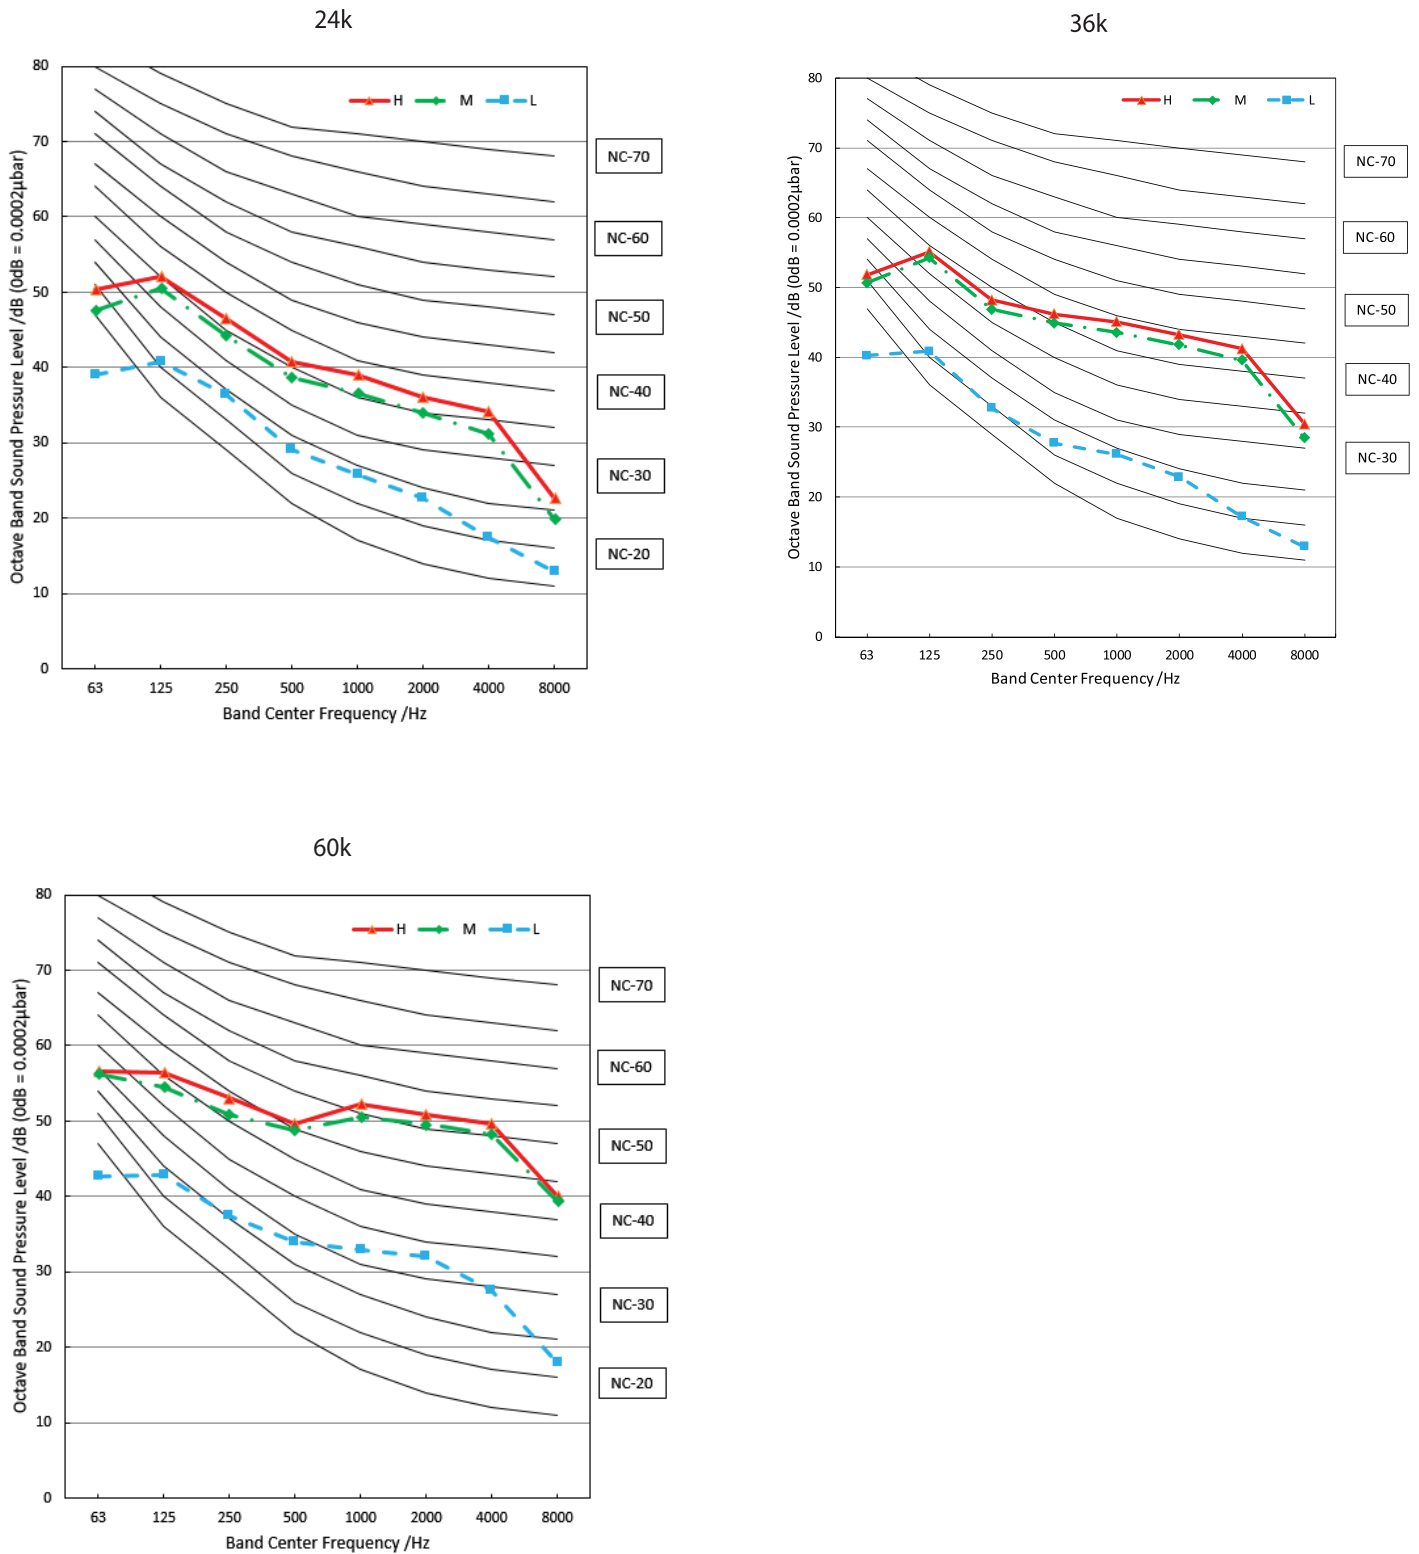 24k
80
70
60
50
40
30
20
10
0
Octave Band Sound Pressure Level /dB (0dB = 0.0002µbar)
H M L
NC-70
NC-60
NC-50
NC-40
NC-30
NC-20
63 125 250 500 1000 2000 4000 8000
Band Center Frequency /Hz
36k
80
70
60
50
40
30
20
10
0
Octave Band Sound Pressure Level /dB (0dB = 0.0002µbar)
H M L
NC-70
NC-60
NC-50
NC-40
NC-30
63 125 250 500 1000 2000 4000 8000
Band Center Frequency /Hz
60k
80
70
60
50
40
30
20
10
0
Octave Band Sound Pressure Level /dB (0dB = 0.0002µbar)
H M L
NC-70
NC-60
NC-50
NC-40
NC-30
NC-20
63 125 250 500 1000 2000 4000 8000
Band Center Frequency /Hz